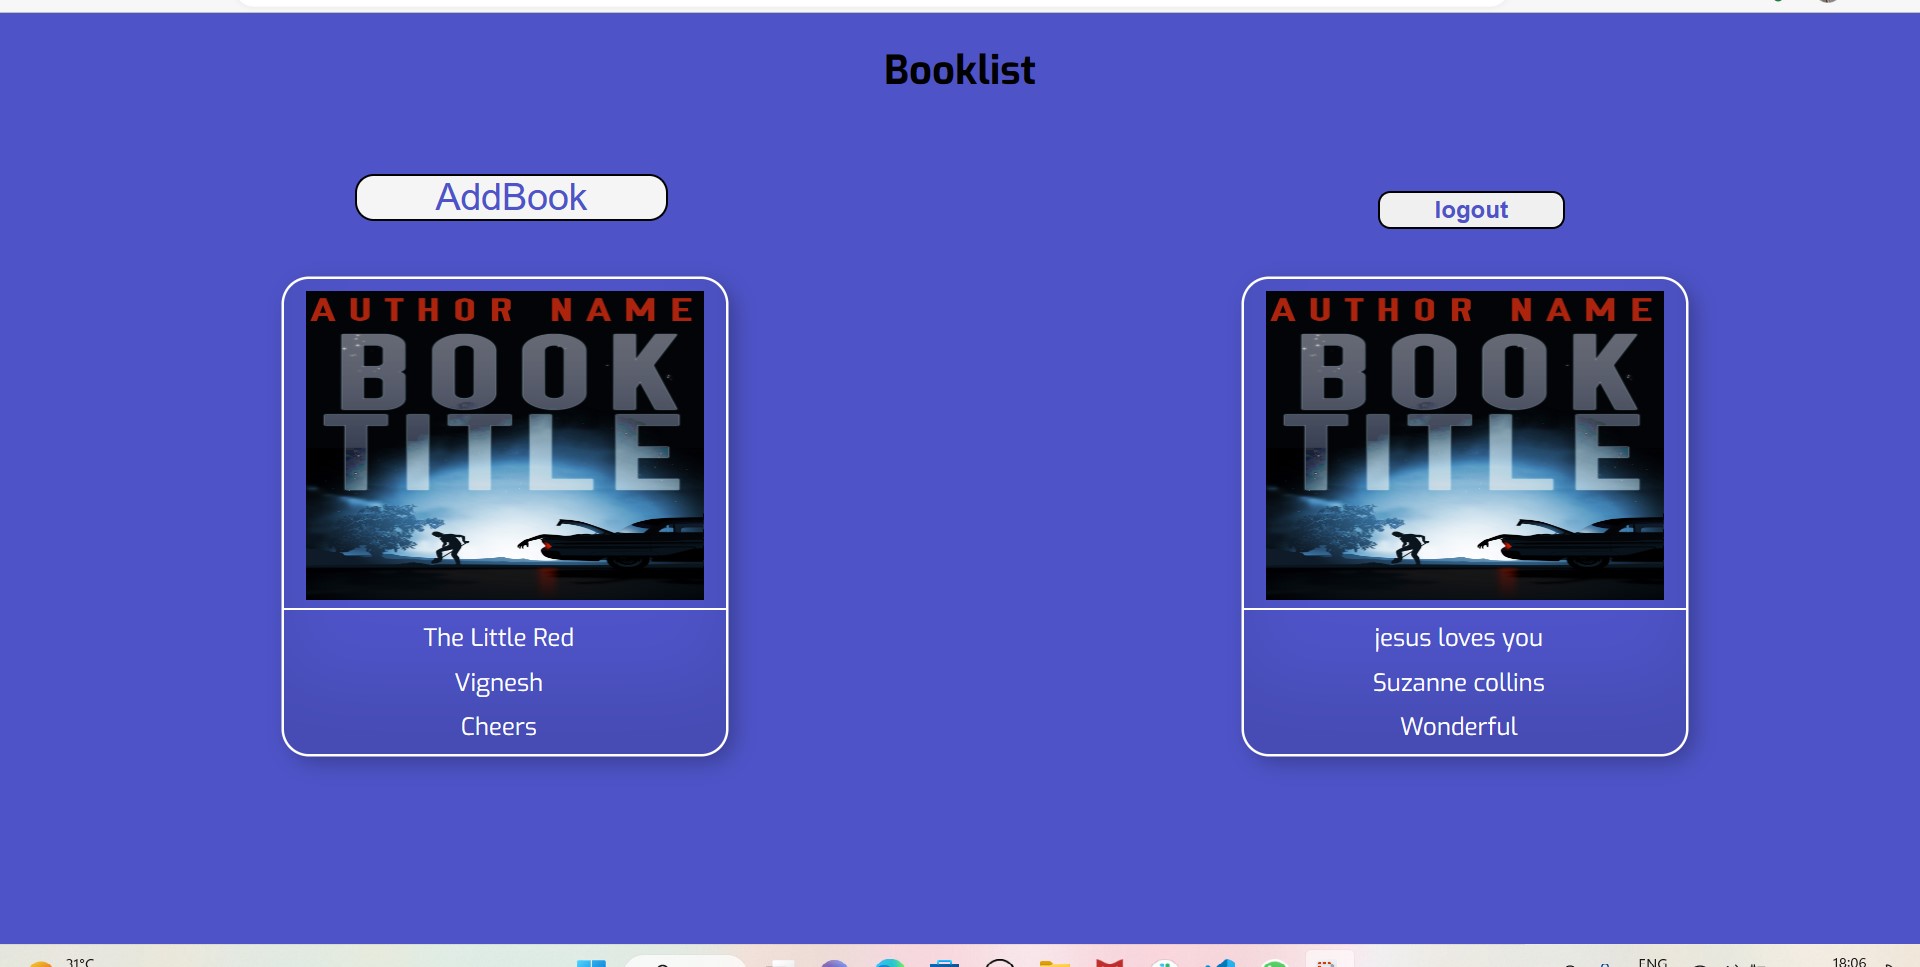 Booklist
AddBook
logout
AUTHOR NAME
BOOK
TITLE
The Little Red
Vignesh
Cheers
AUTHOR NAME
BOOK
TITLE
jesus loves you
Suzanne collins
Wonderful
31°C
ENG
18:06